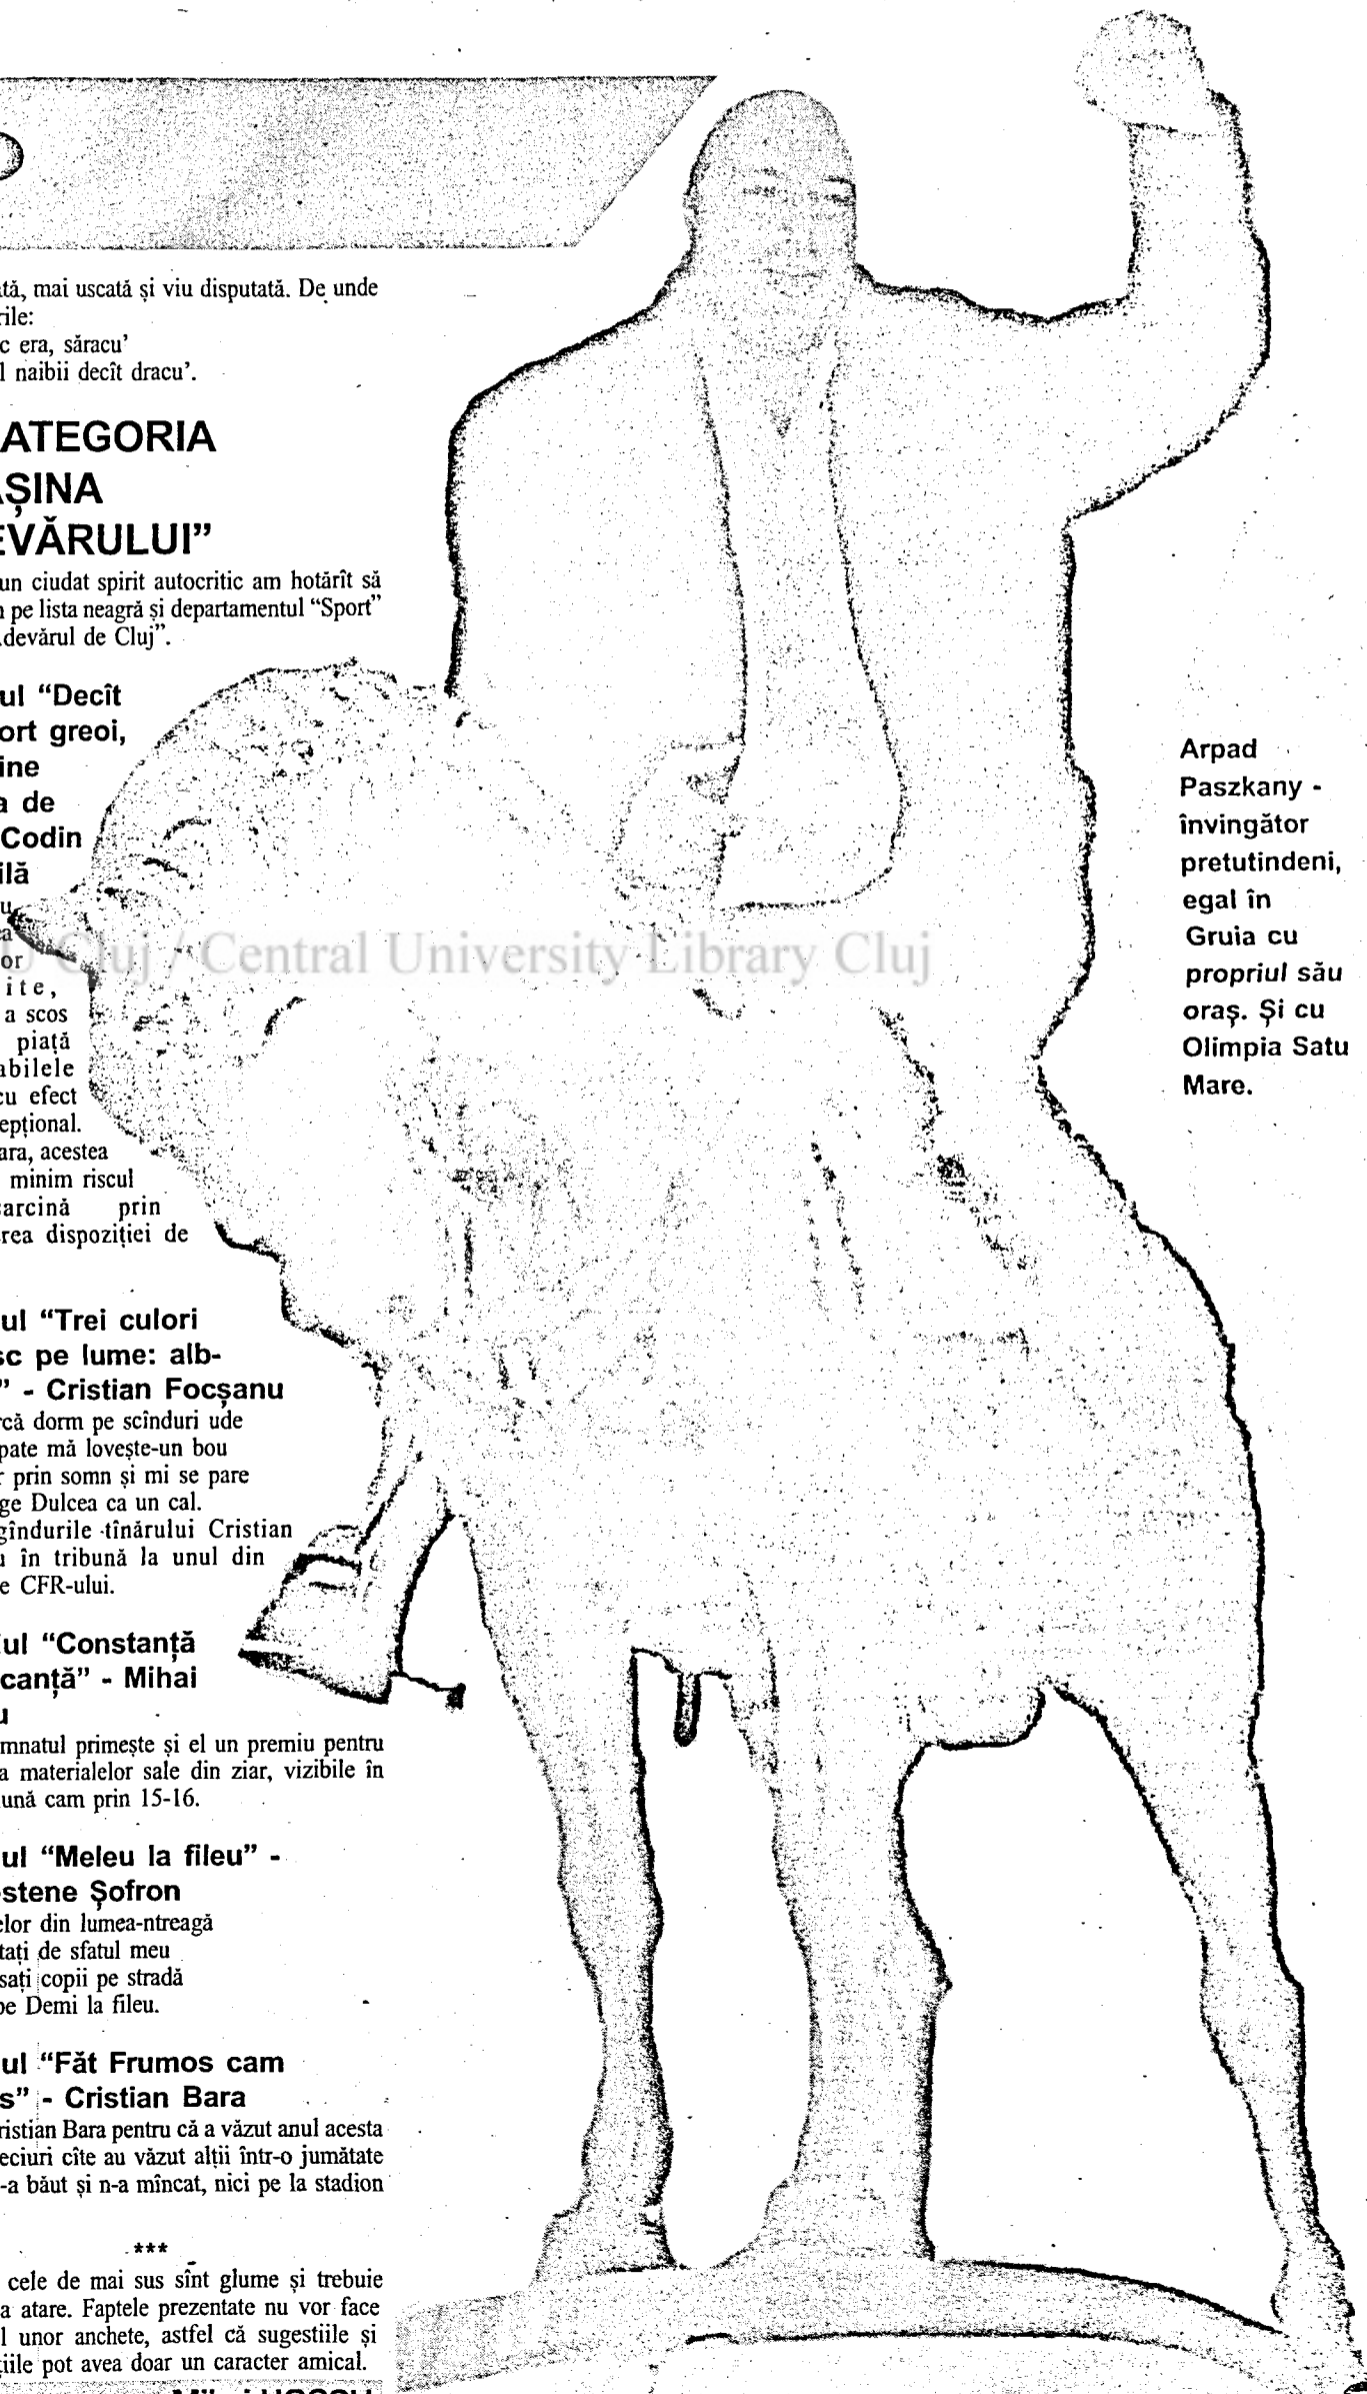 tă, mai uscată și viu disputată. De unde
rile:
c era, săracu’
l naibii decît dracu’.
ATEGORIA
ȘINA
EVĂRULUI”
un ciudat spirit autocritic am hotărît să
pe lista neagră și departamentul “Sport”
devărul de Cluj”.
ul “Decît
ort greoi,
ine
a de
Codin
ilă
u
a
or
ite,
a scos
piață
abilele
cu efect
epțional.
ara, acestea
minim riscul
arcină prin
rea dispoziției de
ul “Trei culori
sc pe lume: alb-
” - Cristian Focșanu
rcă dorm pe scînduri ude
pate mă lovește-un bou
r prin somn și mi se pare
ge Dulcea ca un cal.
gîndurile tînărului Cristian
u în tribună la unul din
e CFR-ului.
ul “Constanță
canță” - Mihai
u
mnatul primește și el un premiu pentru
a materialelor sale din ziar, vizibile în
ună cam prin 15-16.
ul “Meleu la fileu” -
stene Șofron
elor din lumea-ntreagă
tați de sfatul meu
sați copii pe stradă
pe Demi la fileu.
ul “Făt Frumos cam
s” - Cristian Bara
ristian Bara pentru că a văzut anul acesta
eciuri cîte au văzut alții într-o jumătate
-a băut și n-a mîncat, nici pe la stadion
***
cele de mai sus sînt glume și trebuie
a atare. Faptele prezentate nu vor face
l unor anchete, astfel că sugestiile și
țiile pot avea doar un caracter amical.
Arpad
Paszkany -
învingător
pretutindeni,
egal în
Gruia cu
propriul său
oraș. Și cu
Olimpia Satu
Mare.
Cluj / Central University Library Cluj